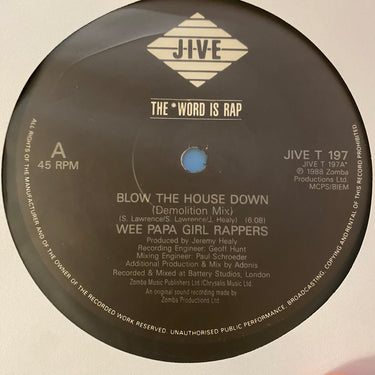 J·I·V·E
THE • WORD IS RAP
A
45 RPM
JIVE T 197
JIVE T 197A*
℗ 1988 Zomba
Productions Ltd.
MCPS/BIEM
BLOW THE HOUSE DOWN
(Demolition Mix)
(S. Lawrence/S. Lawrence/J. Healy) (6.08)
WEE PAPA GIRL RAPPERS
Produced by Jeremy Healy
Recording Engineer: Geoff Hunt
Mixing Engineer: Paul Schroeder
Additional Production & Mix by Adonis
Recorded & Mixed at Battery Studios, London
Zomba Music Publishers Ltd./Chrysalis Music Ltd.
An original sound recording made by
Zomba Productions Ltd
ALL RIGHTS OF THE MANUFACTURER AND OF THE OWNER OF THE RECORDED WORK RESERVED. UNAUTHORISED PUBLIC PERFORMANCE, BROADCASTING, COPYING AND RENTAL OF THIS